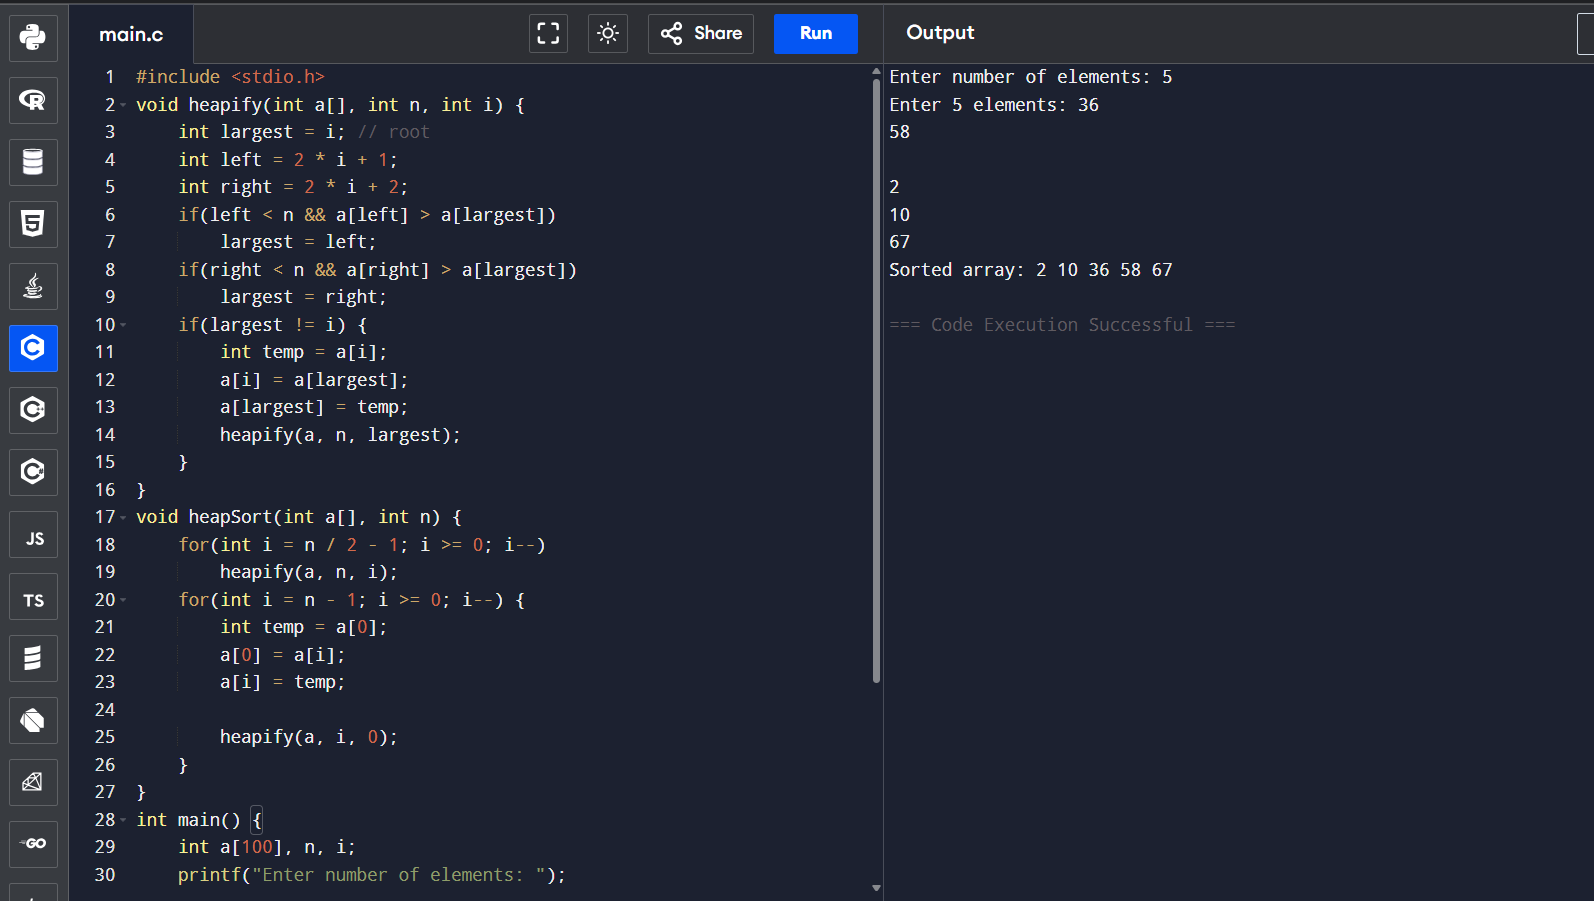 main.c
Share
Run
Output
1 #include <stdio.h>
2 void heapify(int a[], int n, int i) {
3     int largest = i; // root
4     int left = 2 * i + 1;
5     int right = 2 * i + 2;
6     if(left < n && a[left] > a[largest])
7         largest = left;
8     if(right < n && a[right] > a[largest])
9         largest = right;
10     if(largest != i) {
11         int temp = a[i];
12         a[i] = a[largest];
13         a[largest] = temp;
14         heapify(a, n, largest);
15     }
16 }
17 void heapSort(int a[], int n) {
18     for(int i = n / 2 - 1; i >= 0; i--)
19         heapify(a, n, i);
20     for(int i = n - 1; i >= 0; i--) {
21         int temp = a[0];
22         a[0] = a[i];
23         a[i] = temp;
24
25         heapify(a, i, 0);
26     }
27 }
28 int main() {
29     int a[100], n, i;
30     printf("Enter number of elements: ");
Enter number of elements: 5
Enter 5 elements: 36
58
2
10
67
Sorted array: 2 10 36 58 67
=== Code Execution Successful ===
R
5
C
C
C
JS
TS
GO